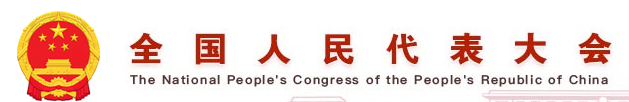 全国人民代表大会
The National People's Congress of the People's Republic of China